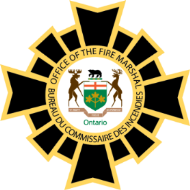 OFFICE OF THE FIRE MARSHAL
BUREAU DU COMMISSAIRE DES INCENDIES
Ontario